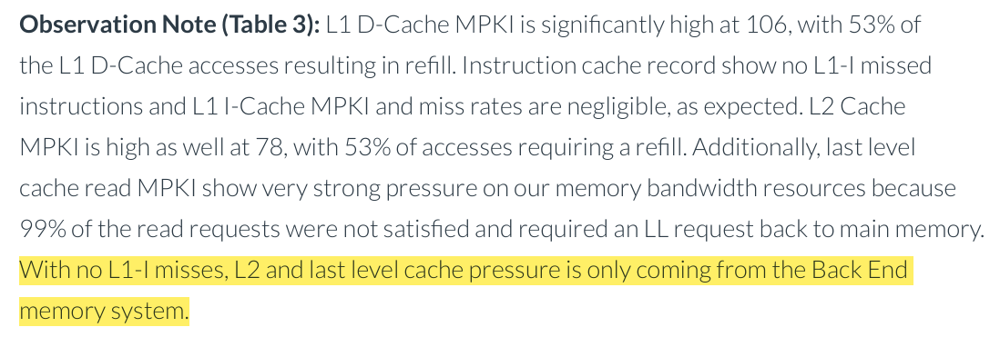 Observation Note (Table 3): L1 D-Cache MPKI is significantly high at 106, with 53% of
the L1 D-Cache accesses resulting in refill. Instruction cache record show no L1-I missed
instructions and L1 I-Cache MPKI and miss rates are negligible, as expected. L2 Cache
MPKI is high as well at 78, with 53% of accesses requiring a refill. Additionally, last level
cache read MPKI show very strong pressure on our memory bandwidth resources because
99% of the read requests were not satisfied and required an LL request back to main memory.
With no L1-I misses, L2 and last level cache pressure is only coming from the Back End
memory system.